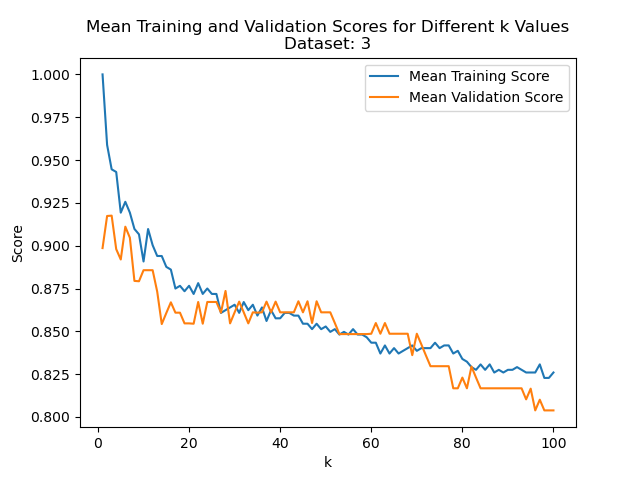 Mean Training and Validation Scores for Different k Values
Dataset: 3
Mean Training Score
Mean Validation Score
1.000
0.975
0.950
0.925
0.900
0.875
0.850
0.825
0.800
Score
0 20 40 60 80 100
k